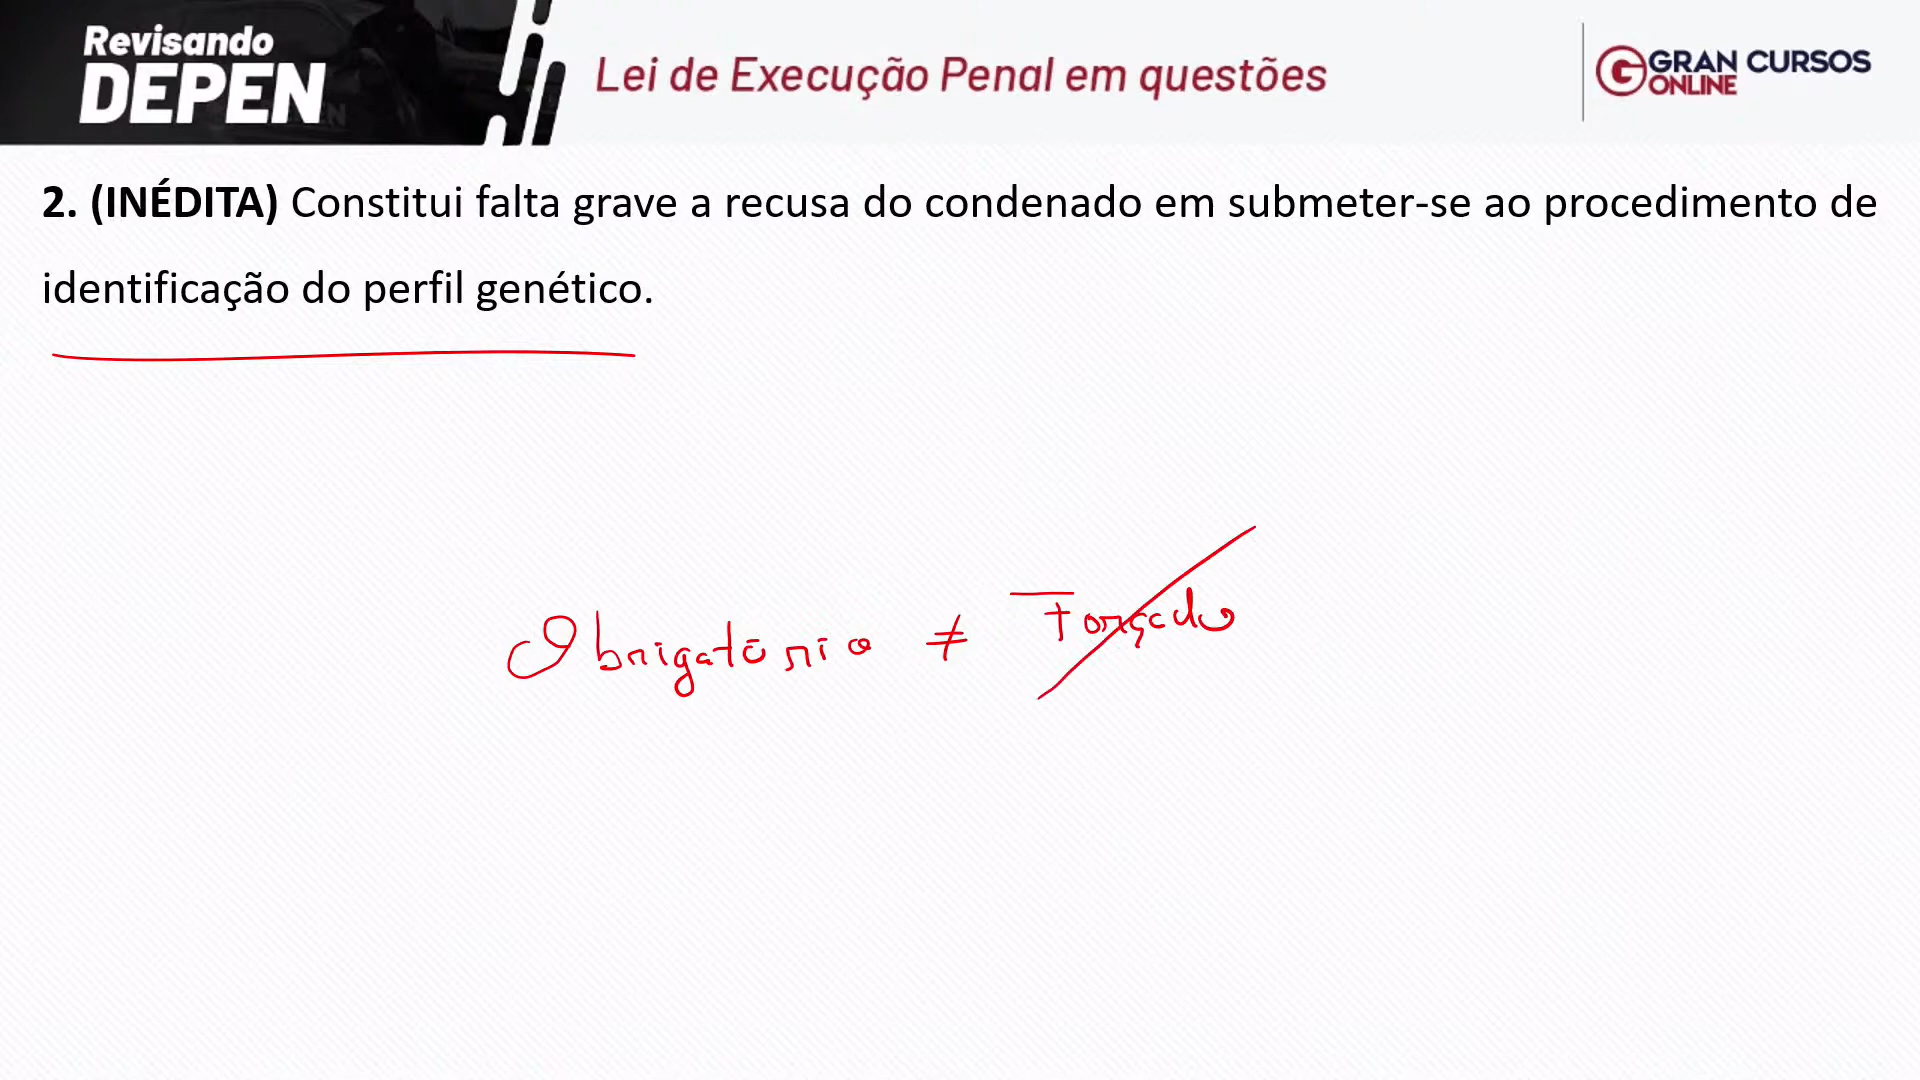 Revisando
DEPEN
Lei de Execução Penal em questões
GRAN CURSOS
ONLINE
2. (INÉDITA) Constitui falta grave a recusa do condenado em submeter-se ao procedimento de
identificação do perfil genético.
Obrigatório ≠ Forçado